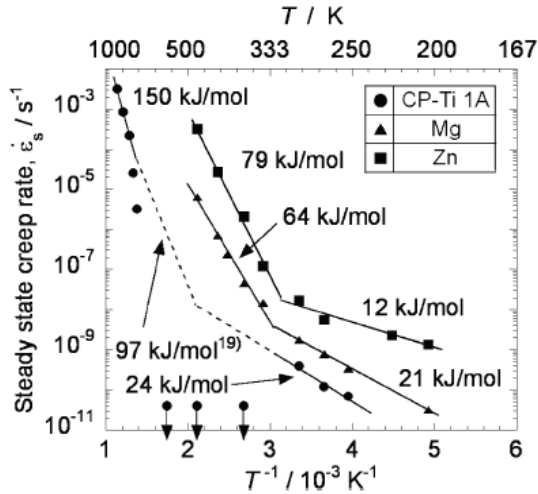 T / K
1000 500 333 250 200 167
Steady state creep rate, ε̇ₛ / s⁻¹
10⁻³
10⁻⁵
10⁻⁷
10⁻⁹
10⁻¹¹
150 kJ/mol
CP-Ti 1A
Mg
Zn
79 kJ/mol
64 kJ/mol
12 kJ/mol
97 kJ/mol¹⁹⁾
24 kJ/mol
21 kJ/mol
1 2 3 4 5 6
T⁻¹ / 10⁻³ K⁻¹